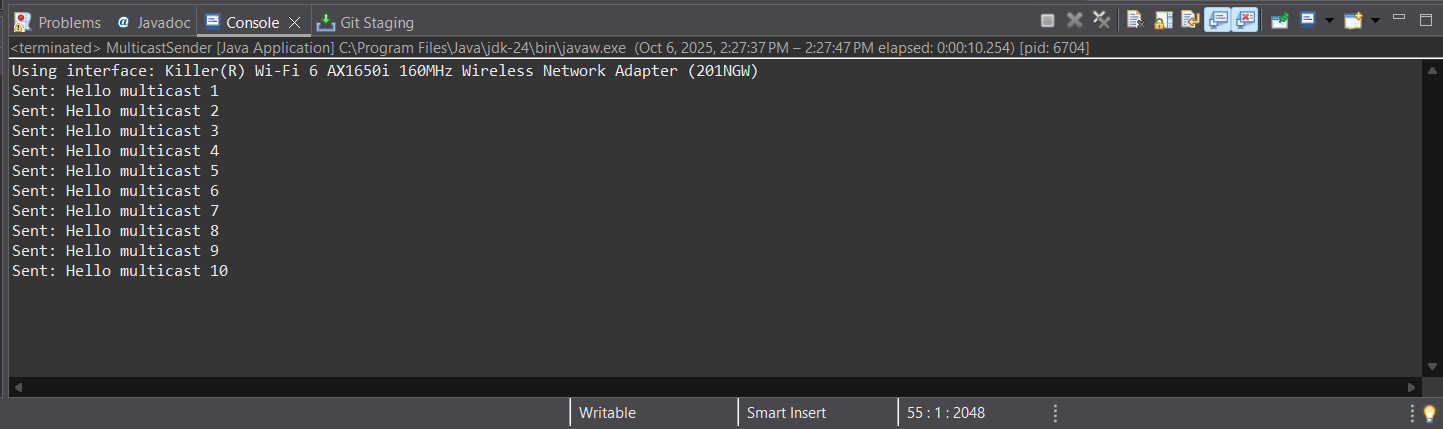 Problems @ Javadoc Console Git Staging
<terminated> MulticastSender [Java Application] C:\Program Files\Java\jdk-24\bin\javaw.exe (Oct 6, 2025, 2:27:37 PM – 2:27:47 PM elapsed: 0:00:10.254) [pid: 6704]
Using interface: Killer(R) Wi-Fi 6 AX1650i 160MHz Wireless Network Adapter (201NGW)
Sent: Hello multicast 1
Sent: Hello multicast 2
Sent: Hello multicast 3
Sent: Hello multicast 4
Sent: Hello multicast 5
Sent: Hello multicast 6
Sent: Hello multicast 7
Sent: Hello multicast 8
Sent: Hello multicast 9
Sent: Hello multicast 10
Writable Smart Insert 55 : 1 : 2048